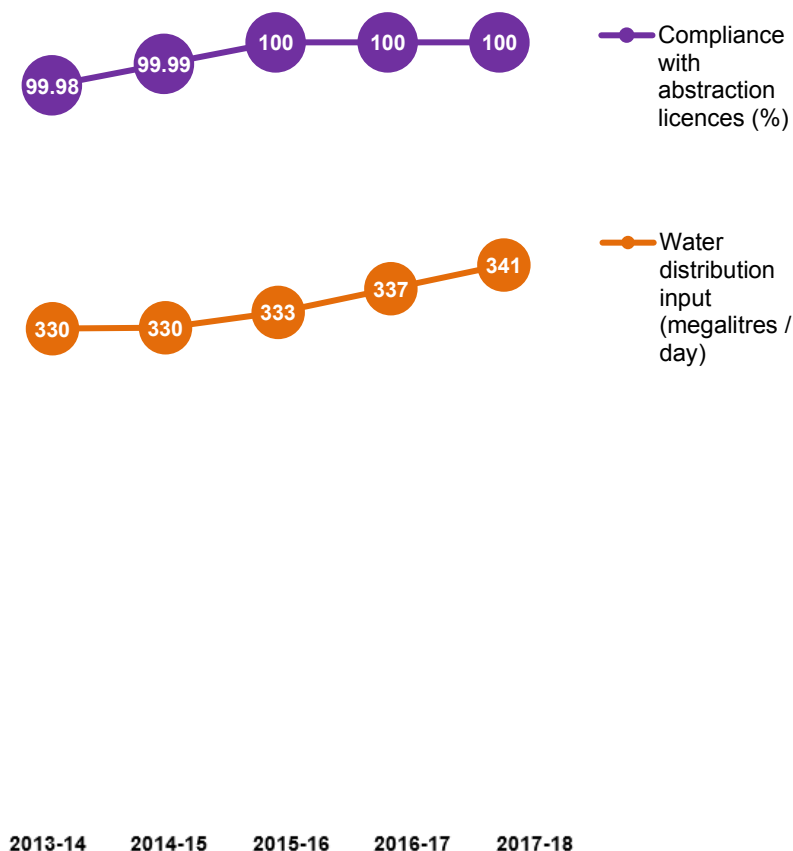 99.98
99.99
100
100
100
Compliance
with
abstraction
licences (%)
330
330
333
337
341
Water
distribution
input
(megalitres /
day)
2013-14 2014-15 2015-16 2016-17 2017-18